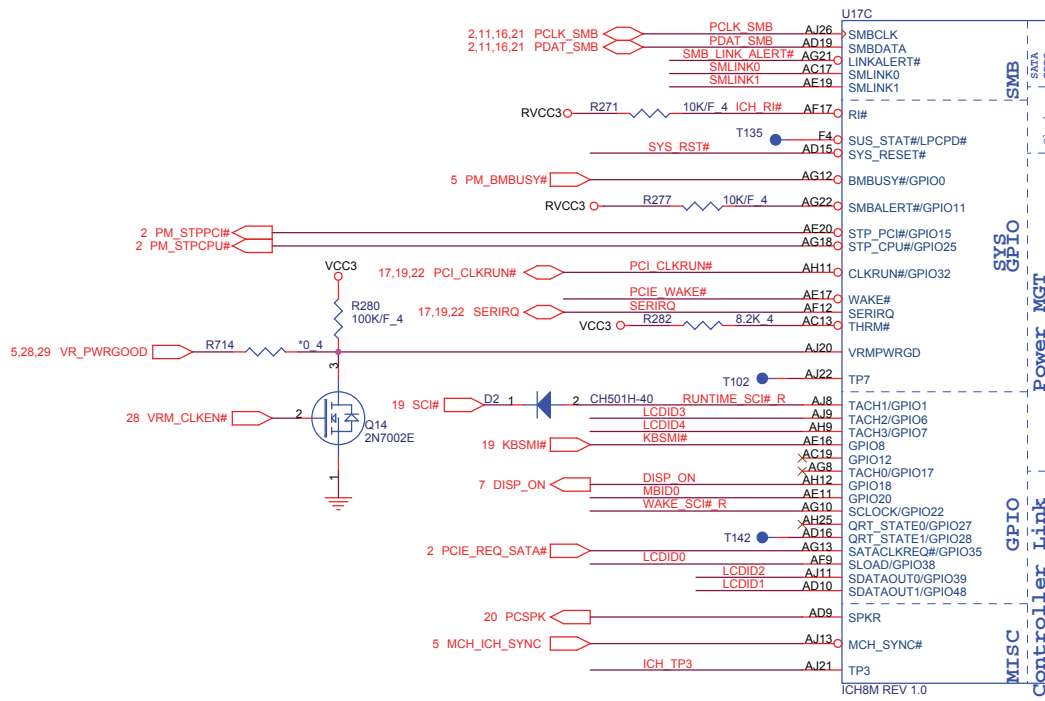 U17C
2,11,16,21 PCLK_SMB PCLK_SMB AJ26 SMBCLK
2,11,16,21 PDAT_SMB PDAT_SMB AD19 SMBDATA
SMB_LINK_ALERT# AG21 LINKALERT#
SMLINK0 AC17 SMLINK0
SMLINK1 AE19 SMLINK1
SMB
SATA
RVCC3 R271 10K/F_4 ICH_RI# AF17 RI#
T135 F4 SUS_STAT#/LPCPD#
SYS_RST# AD15 SYS_RESET#
5 PM_BMBUSY# AG12 BMBUSY#/GPIO0
RVCC3 R277 10K/F_4 AG22 SMBALERT#/GPIO11
2 PM_STPPCI# AE20 STP_PCI#/GPIO15
2 PM_STPCPU# AG18 STP_CPU#/GPIO25
SYS
GPIO
17,19,22 PCI_CLKRUN# PCI_CLKRUN# AH11 CLKRUN#/GPIO32
VCC3
PCIE_WAKE# AE17 WAKE#
17,19,22 SERIRQ SERIRQ AF12 SERIRQ
VCC3 R282 8.2K_4 AC13 THRM#
R280
100K/F_4
Power MGT
5,28,29 VR_PWRGOOD R714 *0_4 AJ20 VRMPWRGD
3
T102 AJ22 TP7
19 SCI# D2 1 2 CH501H-40 RUNTIME_SCI#_R AJ8 TACH1/GPIO1
LCDID3 AJ9 TACH2/GPIO6
28 VRM_CLKEN# 2
Q14
2N7002E
1
LCDID4 AH9 TACH3/GPIO7
19 KBSMI# KBSMI# AE16 GPIO8
AC19 GPIO12
AG8 TACH0/GPIO17
7 DISP_ON DISP_ON AH12 GPIO18
MBID0 AE11 GPIO20
WAKE_SCI#_R AG10 SCLOCK/GPIO22
AH25 QRT_STATE0/GPIO27
T142 AD16 QRT_STATE1/GPIO28
2 PCIE_REQ_SATA# AG13 SATACLKREQ#/GPIO35
LCDID0 AF9 SLOAD/GPIO38
LCDID2 AJ11 SDATAOUT0/GPIO39
LCDID1 AD10 SDATAOUT1/GPIO48
GPIO
Controller Link
20 PCSPK AD9 SPKR
5 MCH_ICH_SYNC AJ13 MCH_SYNC#
ICH_TP3 AJ21 TP3
MISC
ICH8M REV 1.0